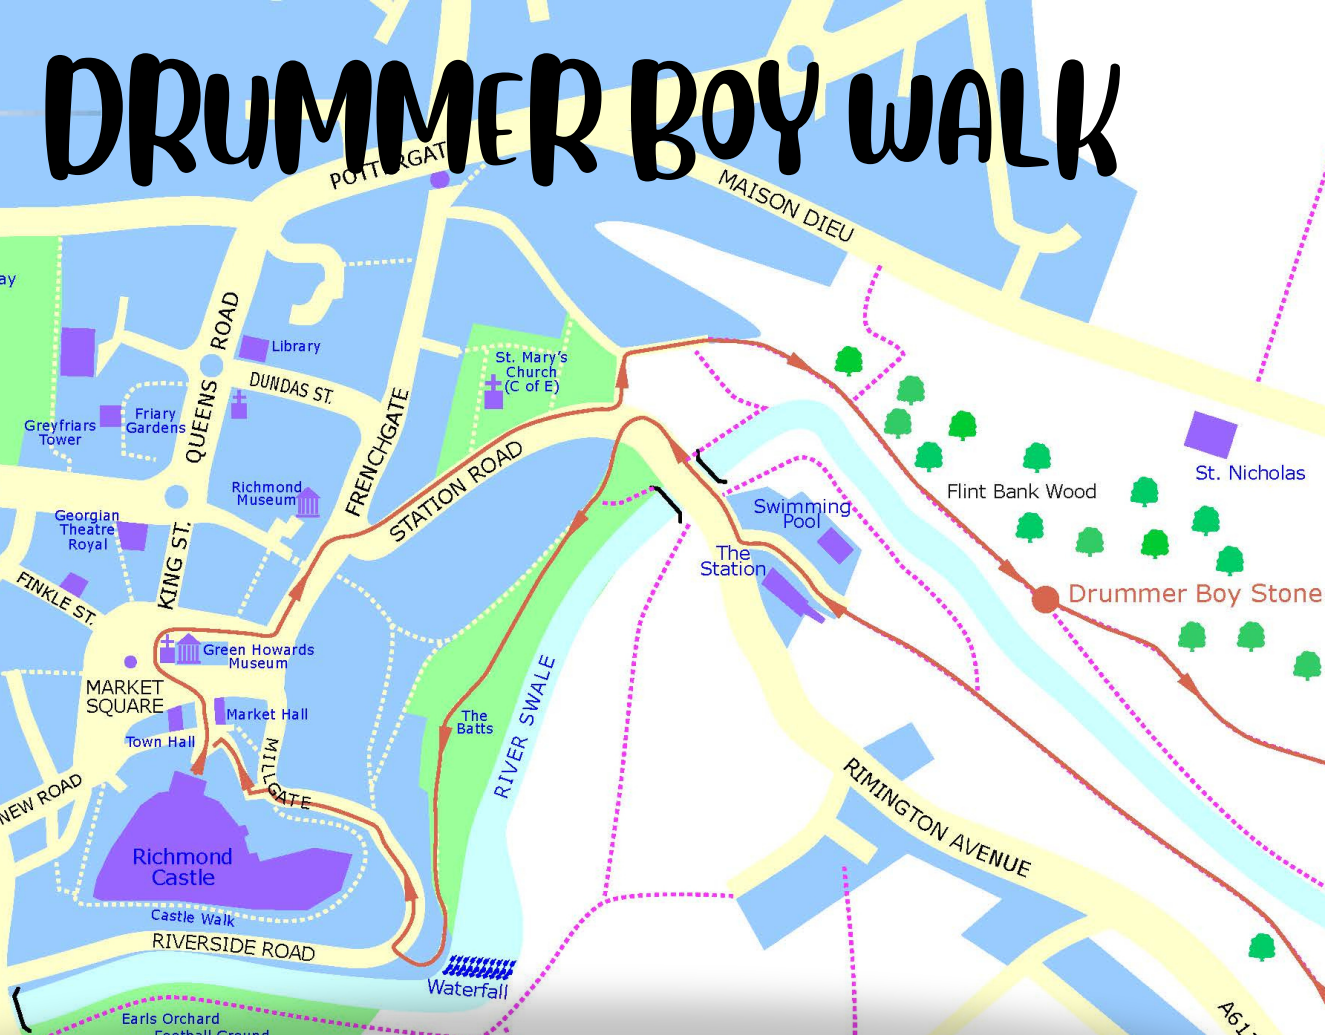 DRUMMER BOY WALK
MAISON DIEU
ay
QUEENS ROAD
Library
DUNDAS ST.
St. Mary's
Church
(C of E)
Greyfriars
Tower
Friary
Gardens
FRENCHGATE
STATION ROAD
Richmond
Museum
Georgian
Theatre
Royal
KING ST.
FINKLE ST.
St. Nicholas
Flint Bank Wood
Swimming
Pool
The
Station
Drummer Boy Stone
Green Howards
Museum
MARKET
SQUARE
Market Hall
Town Hall
MILLGATE
The
Batts
RIVER SWALE
NEW ROAD
RIMINGTON AVENUE
Richmond
Castle
Castle Walk
RIVERSIDE ROAD
Waterfall
Earls Orchard
Football Ground